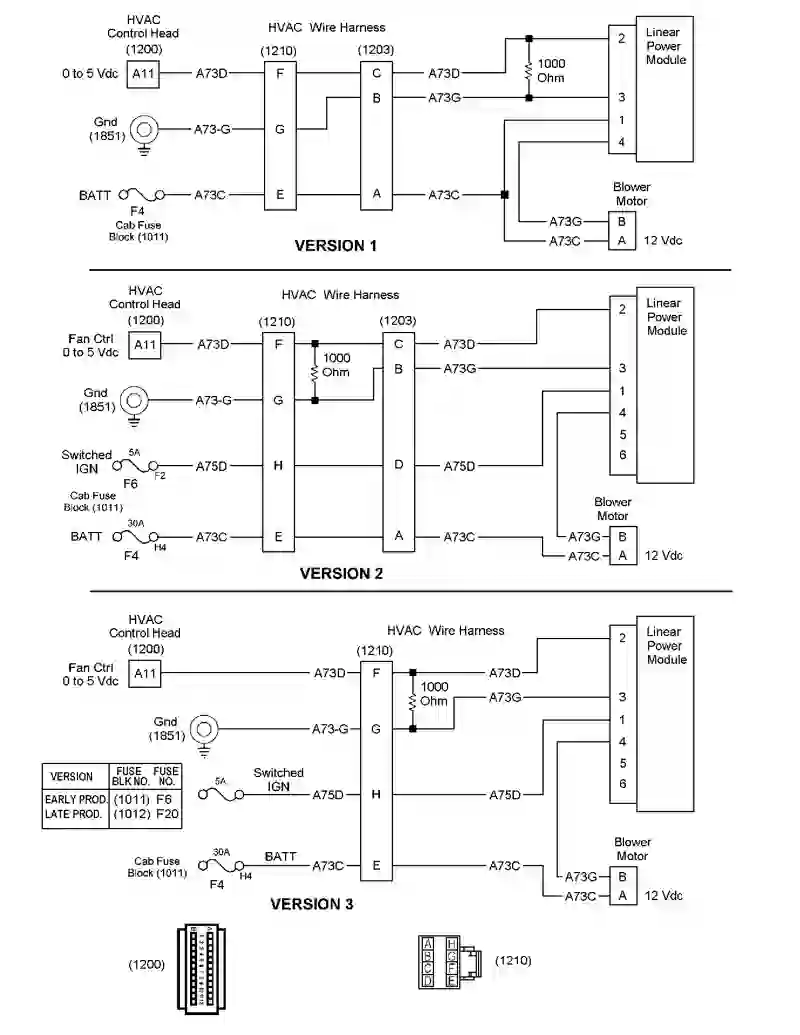 HVAC
Control Head
(1200)
HVAC Wire Harness
(1210)
(1203)
Linear
Power
Module
0 to 5 Vdc
A11
A73D
F
C
A73D
1000
Ohm
2
B
A73G
3
Gnd
(1851)
A73-G
G
1
4
BATT
F4
Cab Fuse
Block (1011)
A73C
E
A
A73C
Blower
Motor
A73G
B
A73C
A
12 Vdc
VERSION 1
HVAC
Control Head
(1200)
HVAC Wire Harness
(1210)
(1203)
Linear
Power
Module
Fan Ctrl
0 to 5 Vdc
A11
A73D
F
1000
Ohm
C
A73D
2
B
A73G
3
Gnd
(1851)
A73-G
G
1
4
5
6
Switched
IGN
5A
F2
F6
A75D
H
D
A75D
Cab Fuse
Block (1011)
BATT
30A
H4
F4
A73C
E
A
A73C
Blower
Motor
A73G
B
A73C
A
12 Vdc
VERSION 2
HVAC
Control Head
(1200)
HVAC Wire Harness
(1210)
Linear
Power
Module
Fan Ctrl
0 to 5 Vdc
A11
A73D
F
1000
Ohm
A73D
2
A73G
3
Gnd
(1851)
A73-G
G
1
4
5
6
VERSION FUSE BLK NO. FUSE NO.
EARLY PROD. (1011) F6
LATE PROD. (1012) F20
5A
Switched
IGN
A75D
H
A75D
Cab Fuse
Block (1011)
30A
H4
F4
BATT
A73C
E
A73C
Blower
Motor
A73G
B
A73C
A
12 Vdc
VERSION 3
(1200)
A H
B G
C F
D E
(1210)